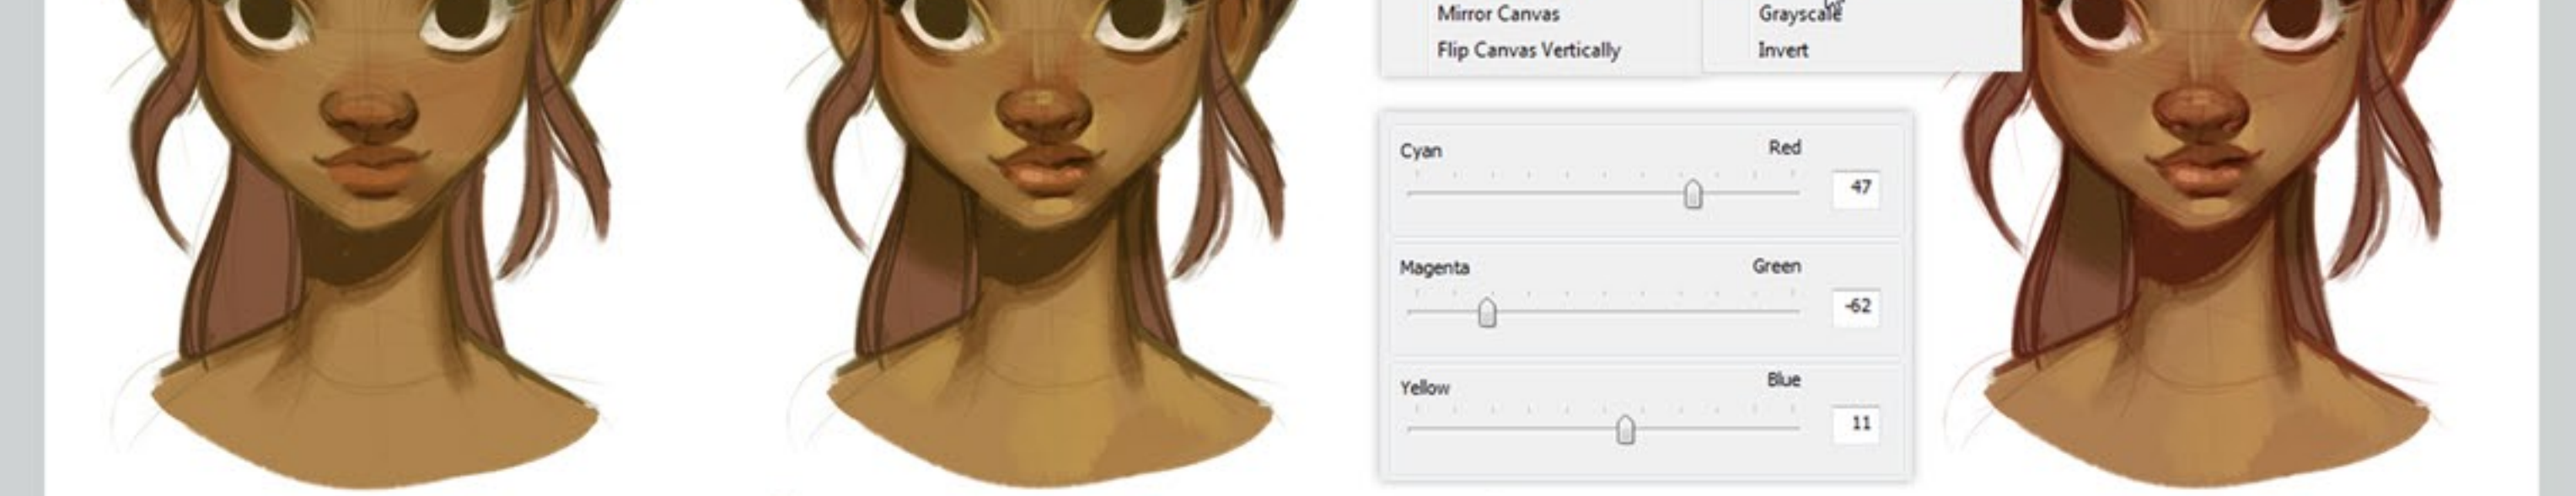 Mirror Canvas
Flip Canvas Vertically
Grayscale
Invert
Cyan
Red
47
Magenta
Green
-62
Yellow
Blue
11